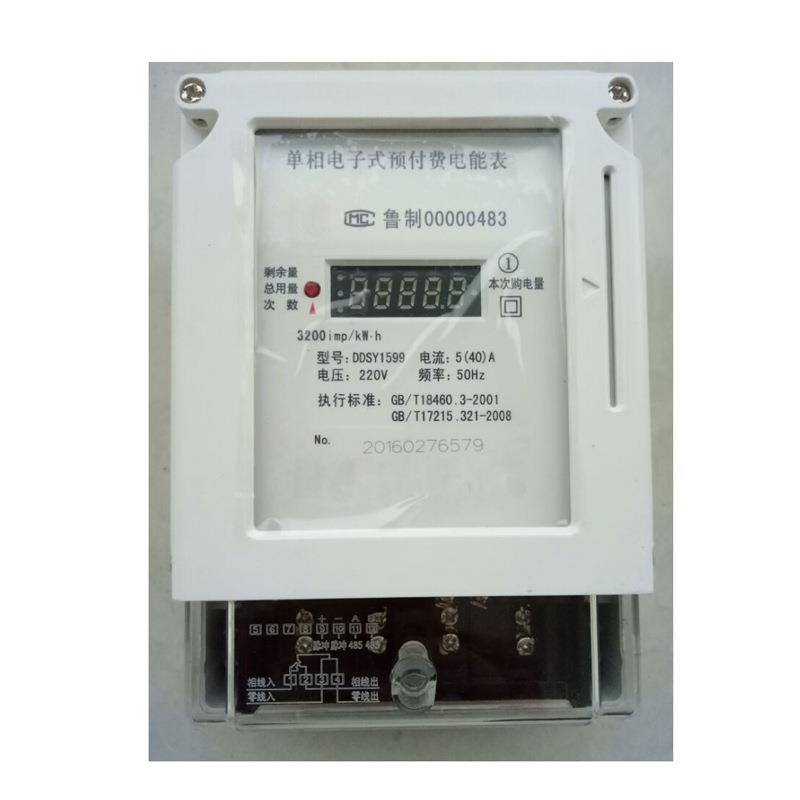 单相电子式预付费电能表
MC 鲁制00000483
剩余量
总用量
次 数
①
本次购电量
3200imp/kW·h
型号: DDSY1599 电流: 5(40)A
电压: 220V 频率: 50Hz
执行标准: GB/T18460.3-2001
GB/T17215.321-2008
No. 20160276579
+ - A B
5 6 7 8 9 10 11 12
脉冲 脉冲 485 485
相线入 1 2 3 4 相线出
零线入 零线出